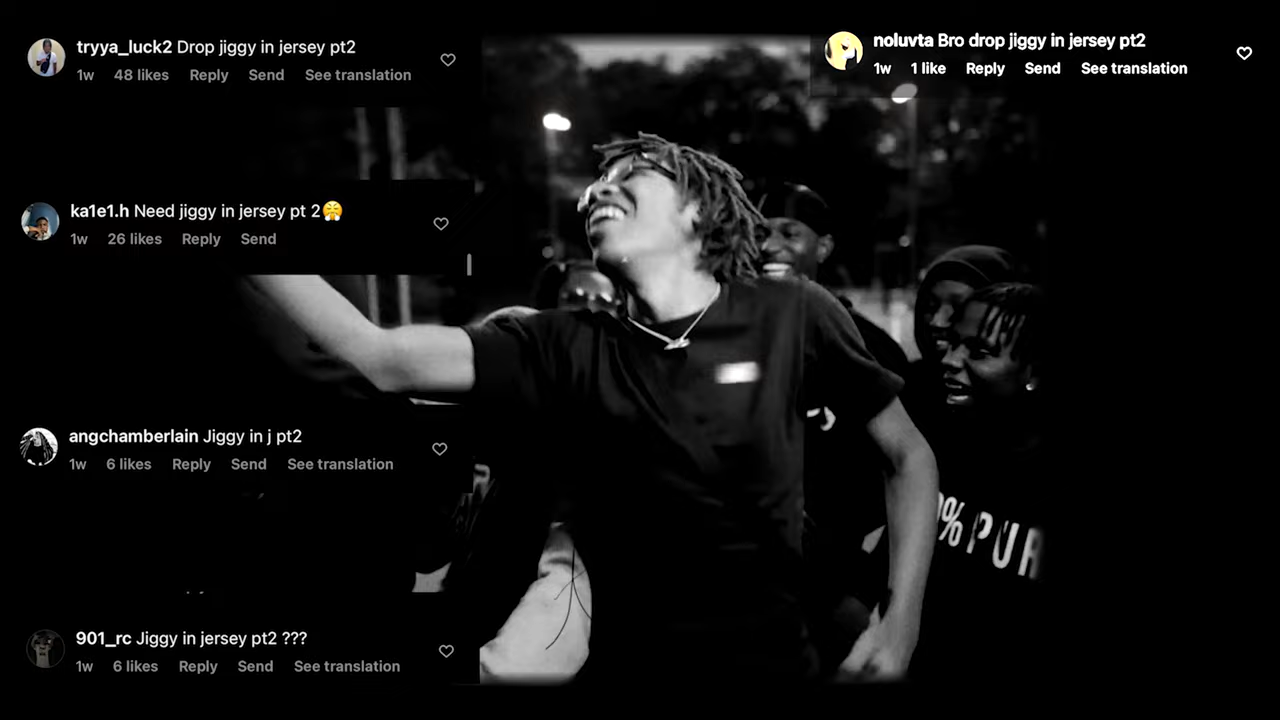 tryya_luck2 Drop jiggy in jersey pt2
1w 48 likes Reply Send See translation
noluvta Bro drop jiggy in jersey pt2
1w 1 like Reply Send See translation
ka1e1.h Need jiggy in jersey pt 2😤
1w 26 likes Reply Send
angchamberlain Jiggy in j pt2
1w 6 likes Reply Send See translation
% PUR
901_rc Jiggy in jersey pt2 ???
1w 6 likes Reply Send See translation